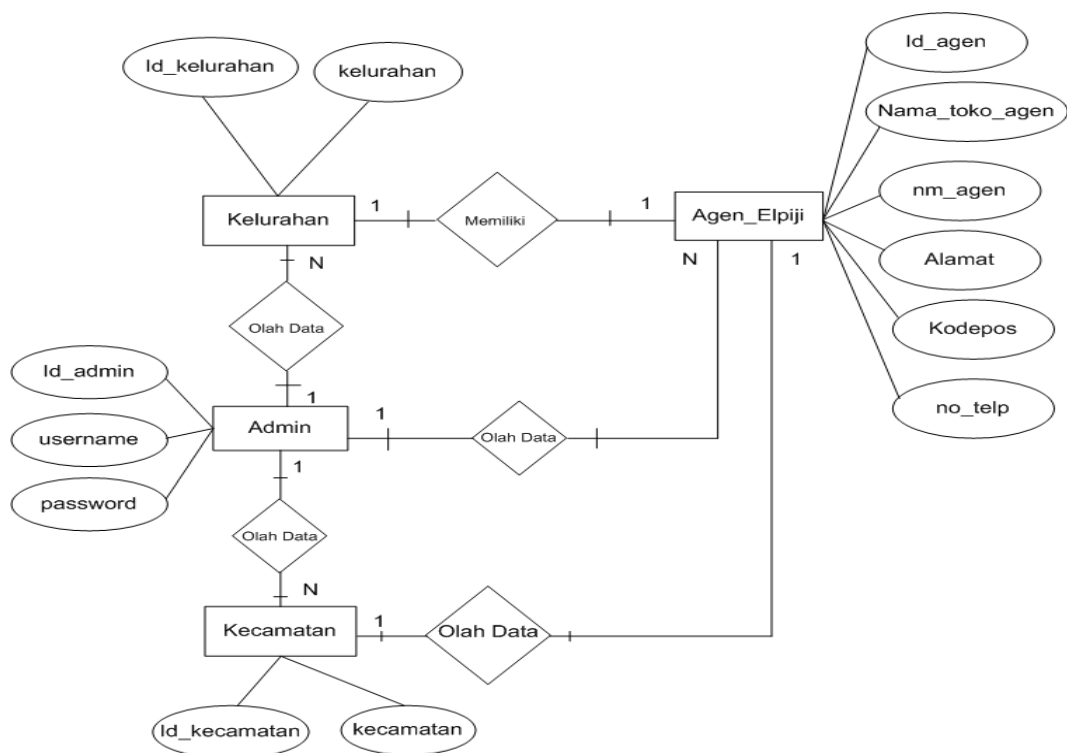 Id_agen
Id_kelurahan
kelurahan
Nama_toko_agen
nm_agen
Kelurahan
1
Memiliki
1
Agen_Elpiji
N
N
1
Alamat
Olah Data
Kodepos
Id_admin
1
no_telp
Admin
1
Olah Data
username
1
password
Olah Data
N
Kecamatan
1
Olah Data
Id_kecamatan
kecamatan